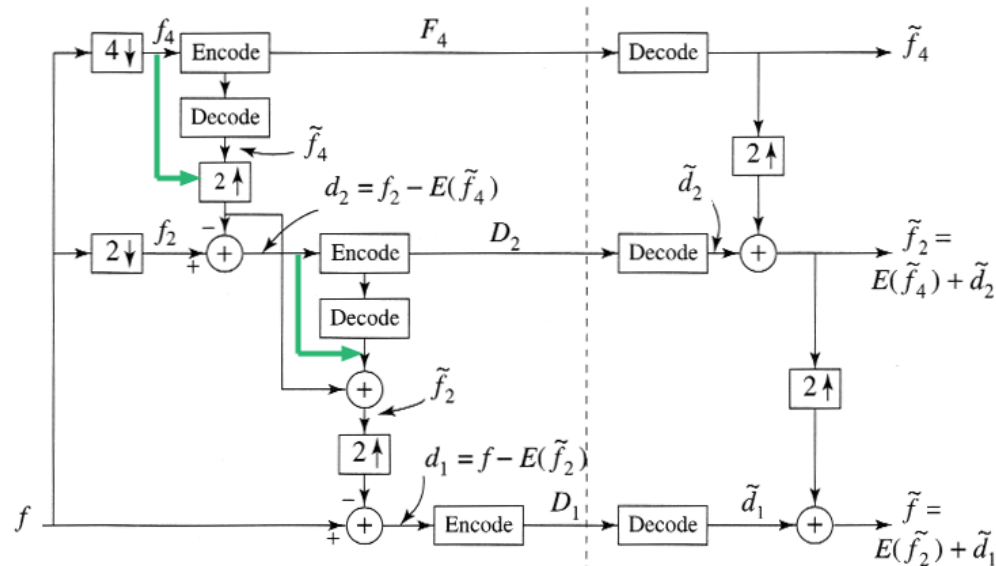 4↓
f₄
Encode
F₄
Decode
f̃₄
Decode
f̃₄
2↑
2↑
d₂ = f₂ − E(f̃₄)
d̃₂
2↓
f₂
−
+
+
Encode
D₂
Decode
+
f̃₂ =
E(f̃₄) + d̃₂
Decode
+
f̃₂
2↑
2↑
d₁ = f − E(f̃₂)
f
−
+
+
Encode
D₁
Decode
d̃₁
+
f̃ =
E(f̃₂) + d̃₁